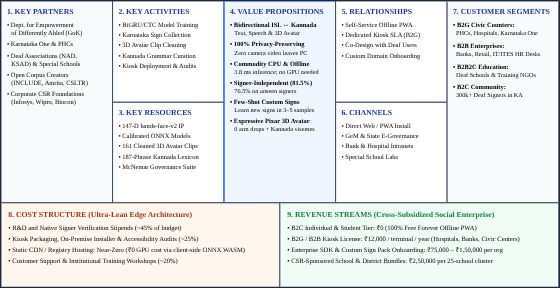 1. KEY PARTNERS
• Dept. for Empowerment
of Differently Abled (GoK)
• Karnataka One & PHCs
• Deaf Associations (NAD,
KSAD) & Special Schools
• Open Corpus Creators
(INCLUDE, Amrita, CSLTR)
• Corporate CSR Foundations
(Infosys, Wipro, Biocon)
2. KEY ACTIVITIES
• BiGRU/CTC Model Training
• Karnataka Sign Collection
• 3D Avatar Clip Cleaning
• Kannada Grammar Curation
• Kiosk Deployment & Audits
3. KEY RESOURCES
• 147-D hands-face-v2 IP
• Calibrated ONNX Models
• 161 Cleaned 3D Avatar Clips
• 187-Phrase Kannada Lexicon
• McNemar Governance Suite
4. VALUE PROPOSITIONS
• Bidirectional ISL ↔ Kannada
Text, Speech & 3D Avatar
• 100% Privacy-Preserving
Zero camera video leaves PC
• Commodity CPU & Offline
3.8 ms inference; no GPU needed
• Signer-Independent (81.5%)
76.5% on unseen signers
• Few-Shot Custom Signs
Learn new signs in 3–5 samples
• Expressive Pixar 3D Avatar
0 arm drops + Kannada visemes
5. RELATIONSHIPS
• Self-Service Offline PWA
• Dedicated Kiosk SLA (B2G)
• Co-Design with Deaf Users
• Custom Domain Onboarding
6. CHANNELS
• Direct Web / PWA Install
• GeM & State E-Governance
• Bank & Hospital Intranets
• Special School Labs
7. CUSTOMER SEGMENTS
• B2G Civic Counters:
PHCs, Hospitals, Karnataka One
• B2B Enterprises:
Banks, Retail, IT/ITES HR Desks
• B2B2C Education:
Deaf Schools & Training NGOs
• B2C Community:
300k+ Deaf Signers in KA
8. COST STRUCTURE (Ultra-Lean Edge Architecture)
• R&D and Native Signer Verification Stipends (~45% of budget)
• Kiosk Packaging, On-Premise Installer & Accessibility Audits (~25%)
• Static CDN / Registry Hosting: Near-Zero (₹0 GPU cost via client-side ONNX WASM)
• Customer Support & Institutional Training Workshops (~20%)
9. REVENUE STREAMS (Cross-Subsidized Social Enterprise)
• B2C Individual & Student Tier: ₹0 (100% Free Forever Offline PWA)
• B2G / B2B Kiosk License: ₹12,000 / terminal / year (Hospitals, Banks, Civic Centers)
• Enterprise SDK & Custom Sign Pack Onboarding: ₹75,000 – ₹1,50,000 per org
• CSR-Sponsored School & District Bundles: ₹2,50,000 per 25-school cluster